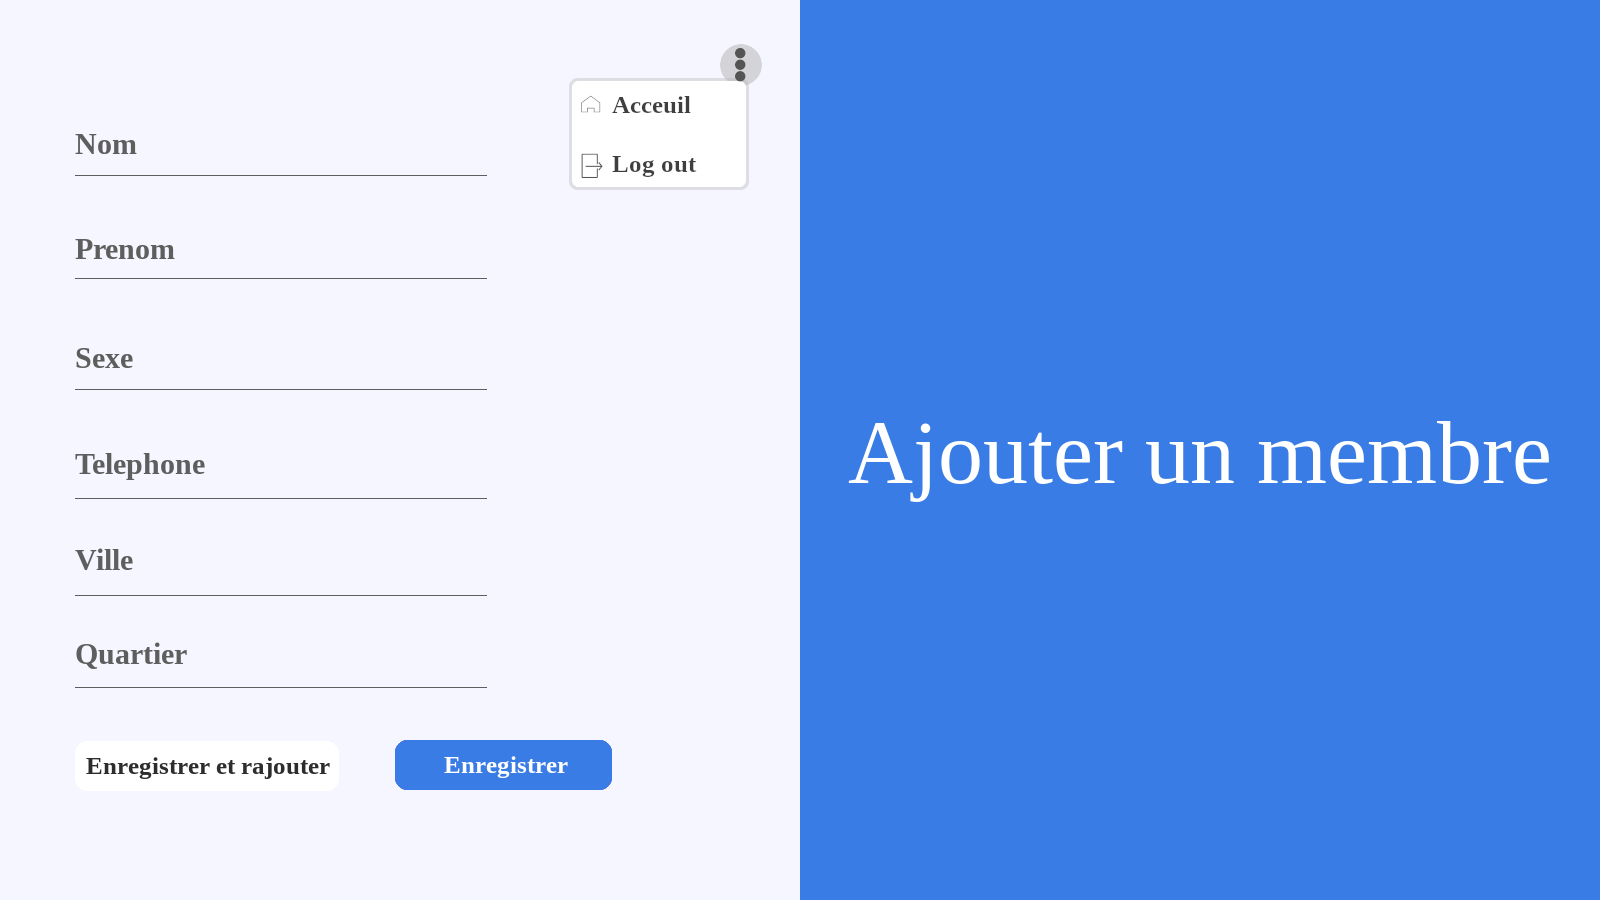 Acceuil
Log out
Nom
Prenom
Sexe
Telephone
Ville
Quartier
Enregistrer et rajouter
Enregistrer
Ajouter un membre